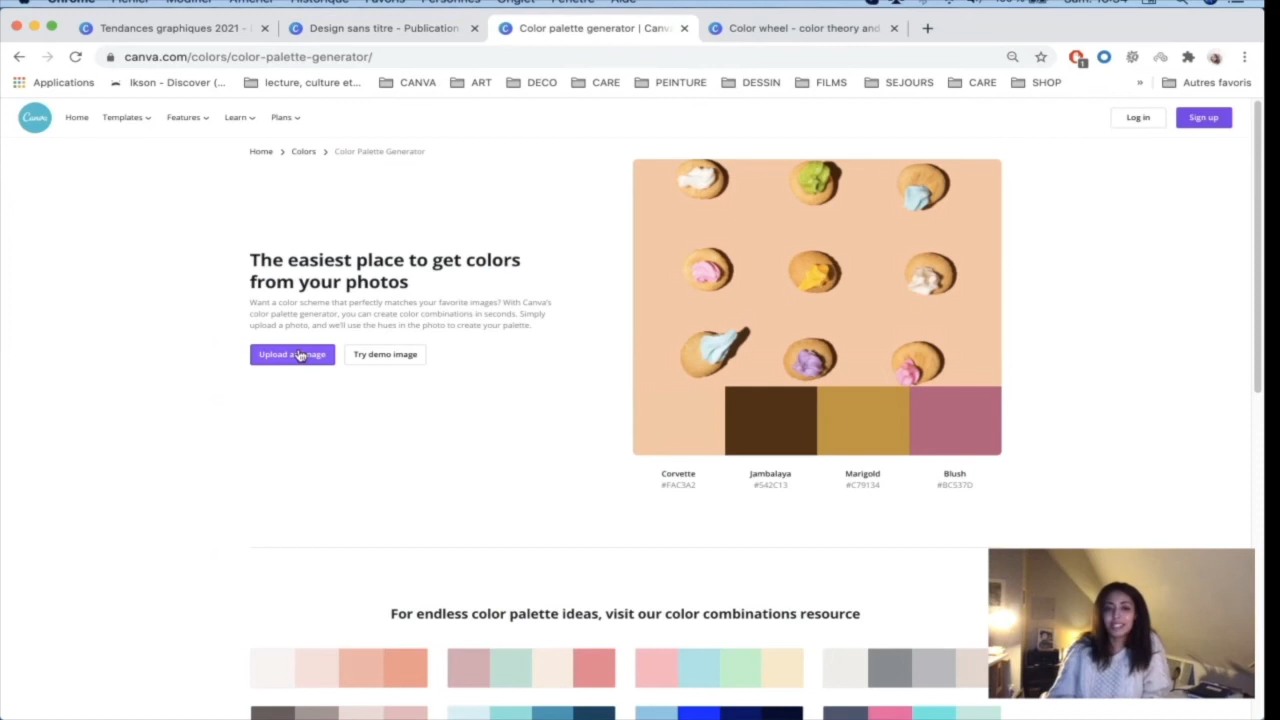 Sam. 16:34
Tendances graphiques 2021 -
Design sans titre - Publication
Color palette generator | Canv
Color wheel - color theory and
canva.com/colors/color-palette-generator/
1
Applications
Ikson - Discover (...
lecture, culture et...
CANVA
ART
DECO
CARE
PEINTURE
DESSIN
FILMS
SEJOURS
CARE
SHOP
»
Autres favoris
Canva
Home
Templates
Features
Learn
Plans
Log in
Sign up
Home > Colors > Color Palette Generator
The easiest place to get colors
from your photos
Want a color scheme that perfectly matches your favorite images? With Canva's
color palette generator, you can create color combinations in seconds. Simply
upload a photo, and we'll use the hues in the photo to create your palette.
Upload an image
Try demo image
Corvette
Jambalaya
Marigold
Blush
#FAC3A2
#542C13
#C79134
#BC537D
For endless color palette ideas, visit our color combinations resource